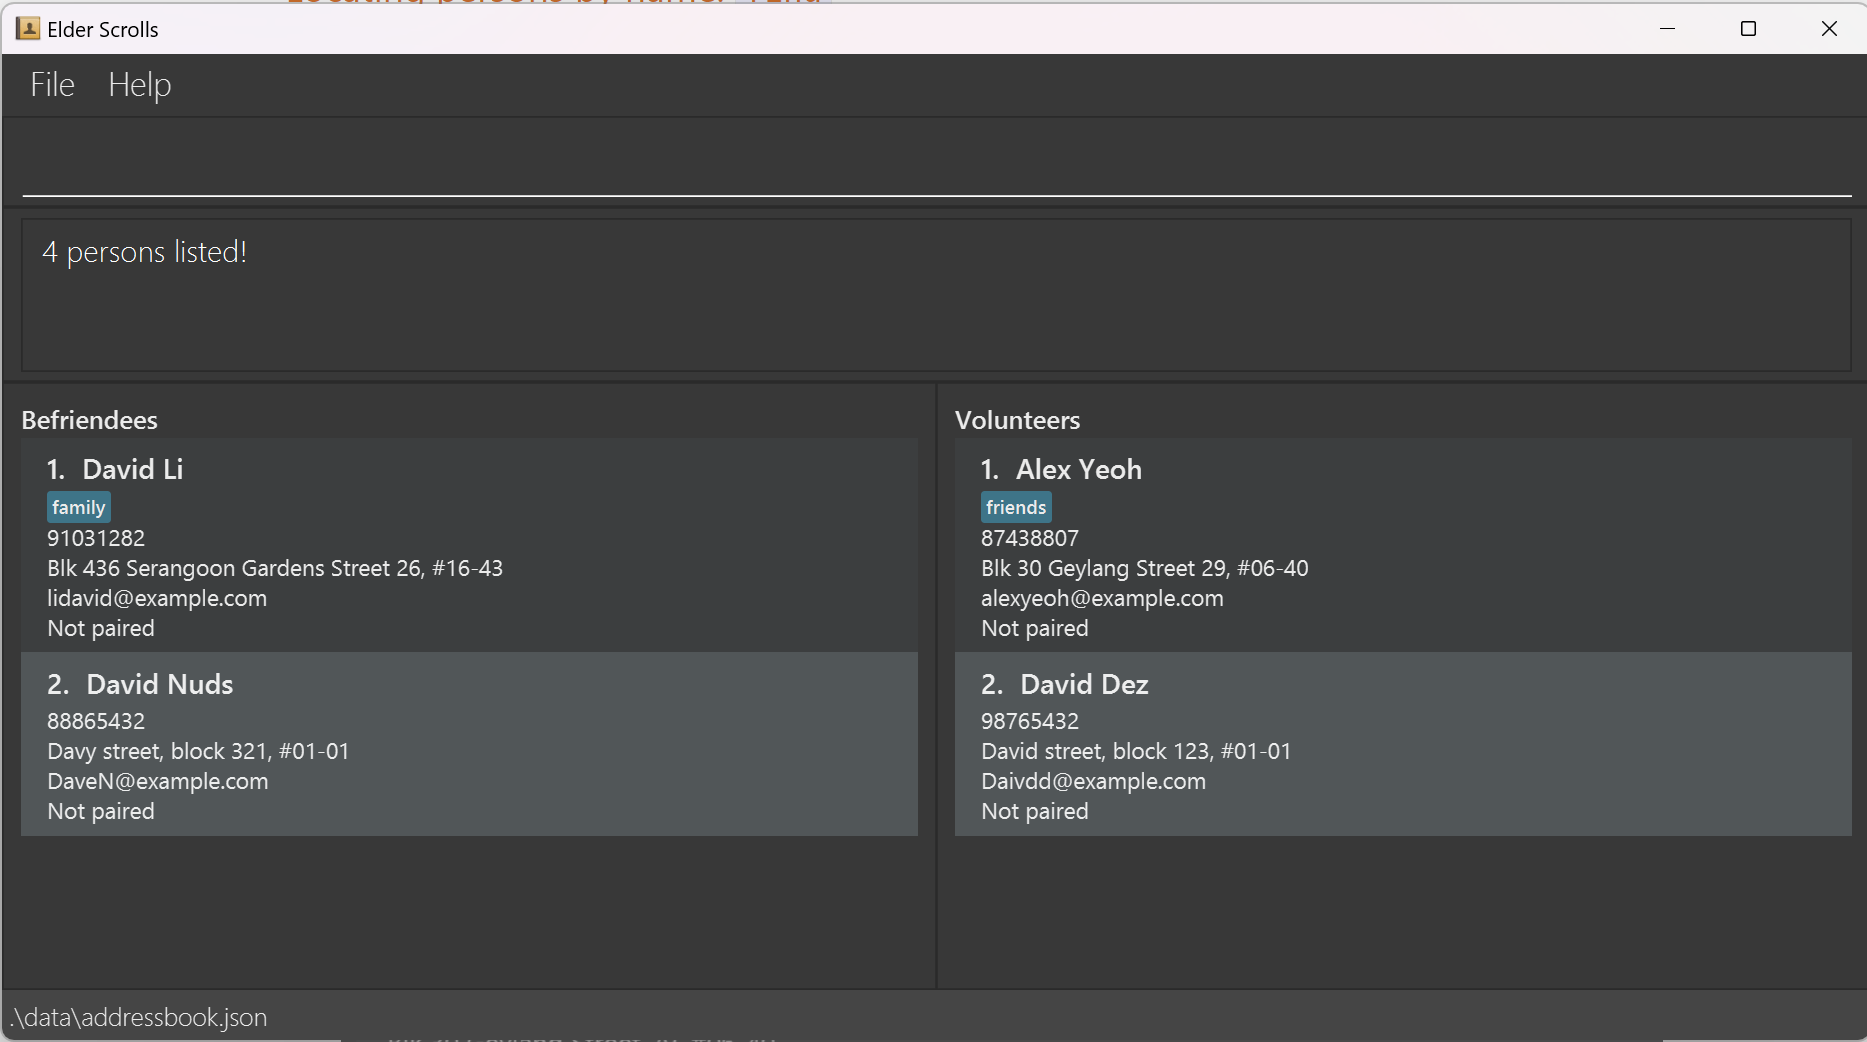 Elder Scrolls
File Help
4 persons listed!
Befriendees
1. David Li
family
91031282
Blk 436 Serangoon Gardens Street 26, #16-43
lidavid@example.com
Not paired
2. David Nuds
88865432
Davy street, block 321, #01-01
DaveN@example.com
Not paired
Volunteers
1. Alex Yeoh
friends
87438807
Blk 30 Geylang Street 29, #06-40
alexyeoh@example.com
Not paired
2. David Dez
98765432
David street, block 123, #01-01
Daivdd@example.com
Not paired
.\data\addressbook.json